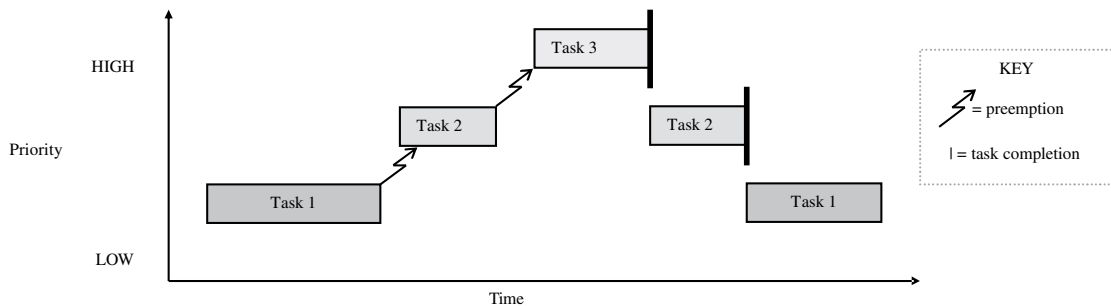 HIGH
Priority
LOW
Time
Task 1
Task 2
Task 3
Task 2
Task 1
KEY
= preemption
| = task completion